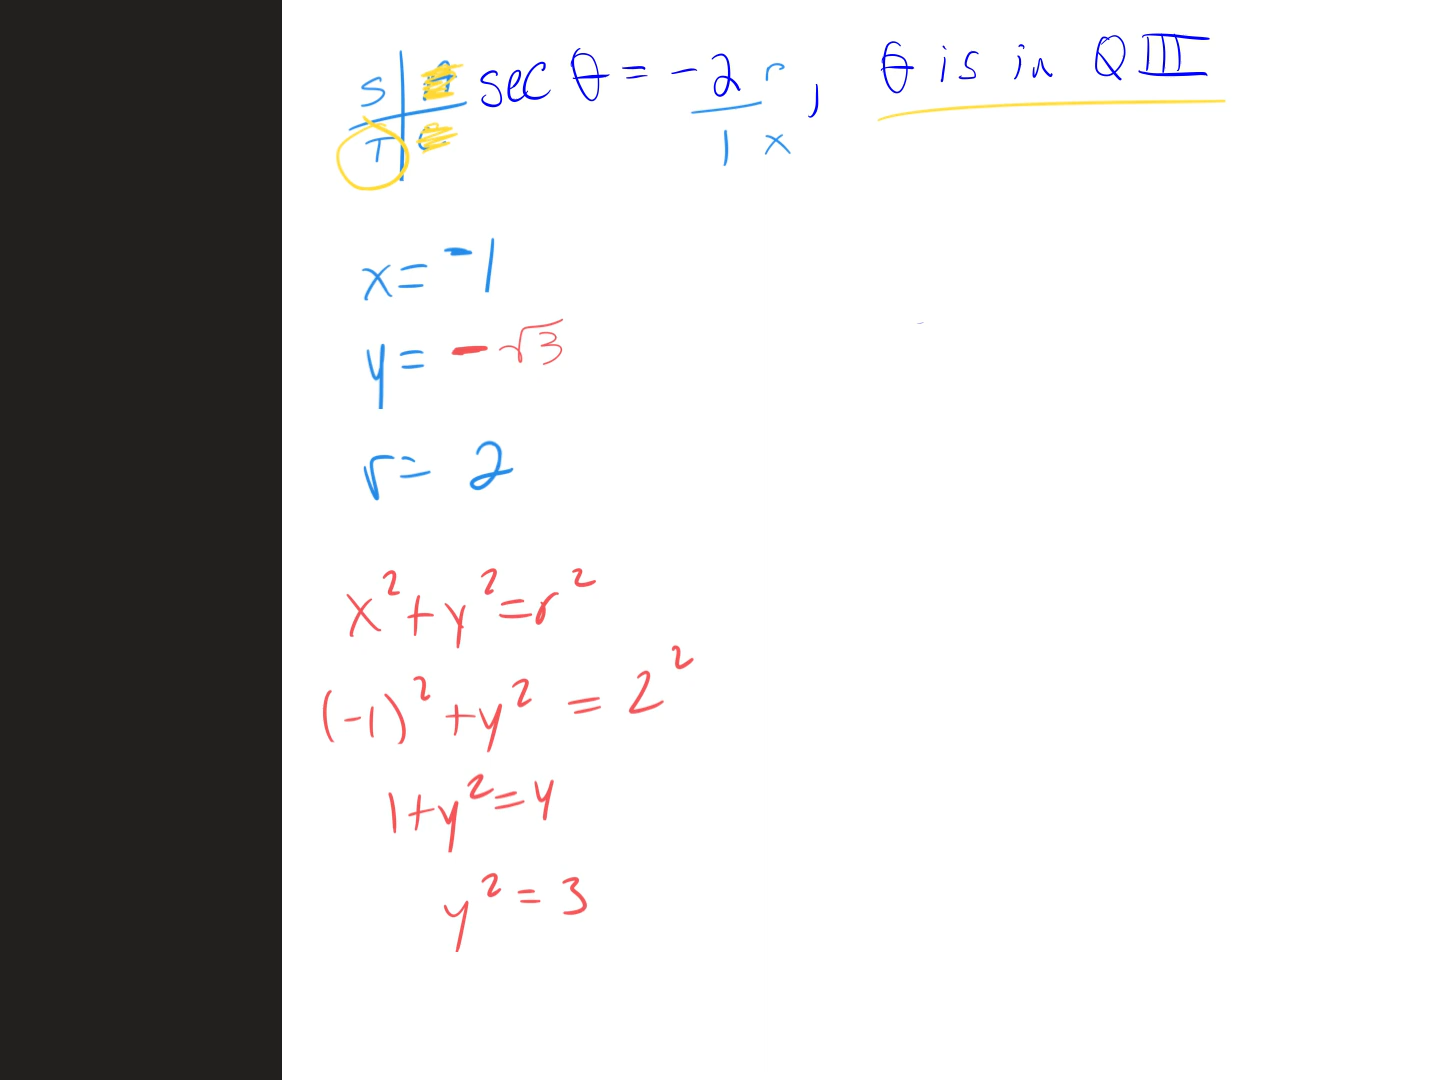 S A sec θ = -2 r , θ is in Q III
T C 1 x
x = -1
y = -√3
r = 2
x² + y² = r²
(-1)² + y² = 2²
1 + y² = 4
y² = 3